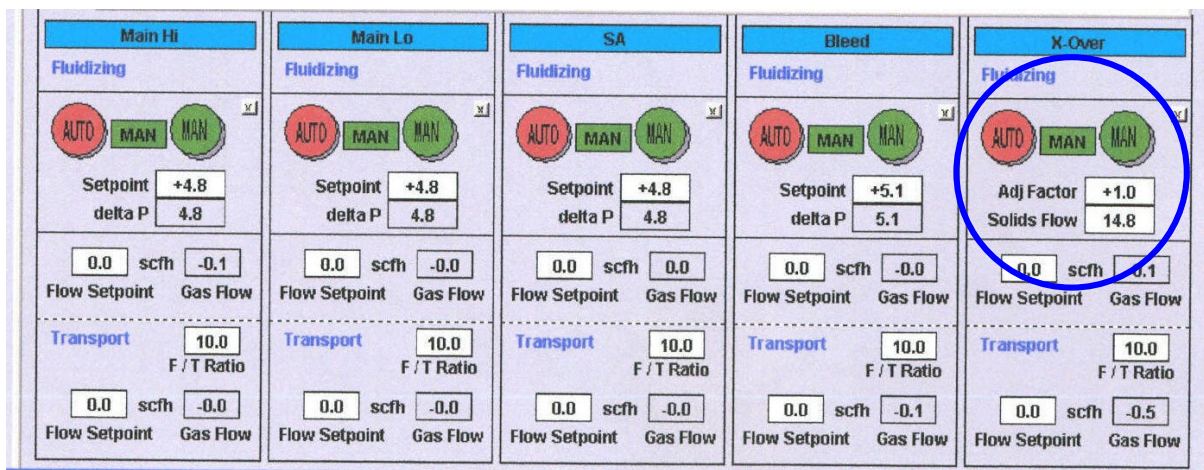 Main Hi
Fluidizing
AUTO MAN MAN
Setpoint +4.8
delta P 4.8
0.0 scfh -0.1
Flow Setpoint Gas Flow
Transport 10.0
F / T Ratio
0.0 scfh -0.0
Flow Setpoint Gas Flow
Main Lo
Fluidizing
AUTO MAN MAN
Setpoint +4.8
delta P 4.8
0.0 scfh -0.0
Flow Setpoint Gas Flow
Transport 10.0
F / T Ratio
0.0 scfh -0.0
Flow Setpoint Gas Flow
SA
Fluidizing
AUTO MAN MAN
Setpoint +4.8
delta P 4.8
0.0 scfh 0.0
Flow Setpoint Gas Flow
Transport 10.0
F / T Ratio
0.0 scfh -0.0
Flow Setpoint Gas Flow
Bleed
Fluidizing
AUTO MAN MAN
Setpoint +5.1
delta P 5.1
0.0 scfh -0.0
Flow Setpoint Gas Flow
Transport 10.0
F / T Ratio
0.0 scfh -0.1
Flow Setpoint Gas Flow
X-Over
Fluidizing
AUTO MAN MAN
Adj Factor +1.0
Solids Flow 14.8
0.0 scfh
Flow Setpoint Gas Flow
Transport 10.0
F / T Ratio
0.0 scfh -0.5
Flow Setpoint Gas Flow